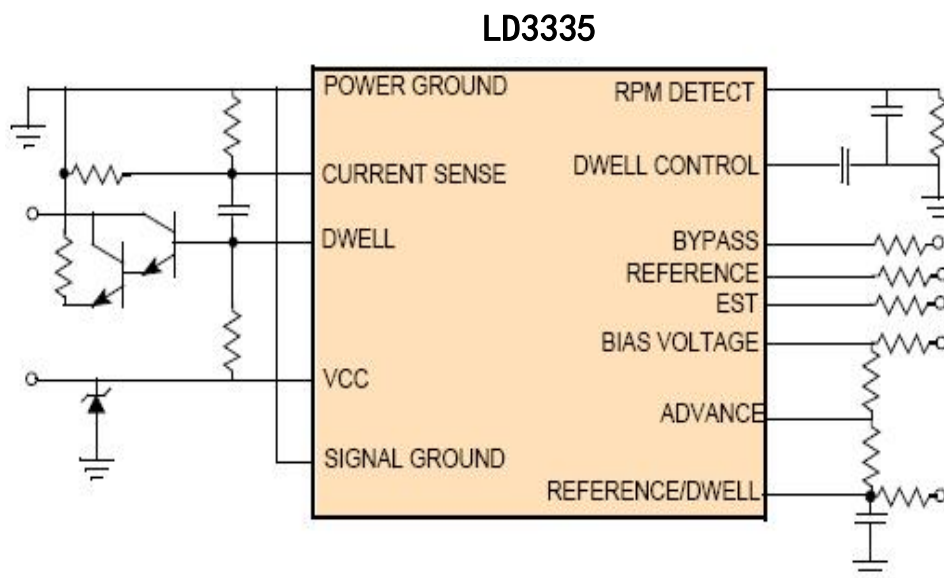 LD3335
POWER GROUND
CURRENT SENSE
DWELL
VCC
SIGNAL GROUND
RPM DETECT
DWELL CONTROL
BYPASS
REFERENCE
EST
BIAS VOLTAGE
ADVANCE
REFERENCE/DWELL